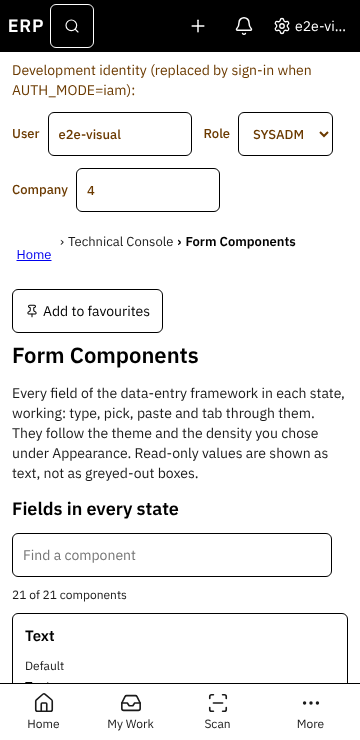 ERP e2e-vi...
Development identity (replaced by sign-in when
AUTH_MODE=iam):
User e2e-visual Role SYSADM
Company 4
Home › Technical Console › Form Components
Add to favourites
Form Components
Every field of the data-entry framework in each state,
working: type, pick, paste and tab through them.
They follow the theme and the density you chose
under Appearance. Read-only values are shown as
text, not as greyed-out boxes.
Fields in every state
Find a component
21 of 21 components
Text
Default
Home My Work Scan More